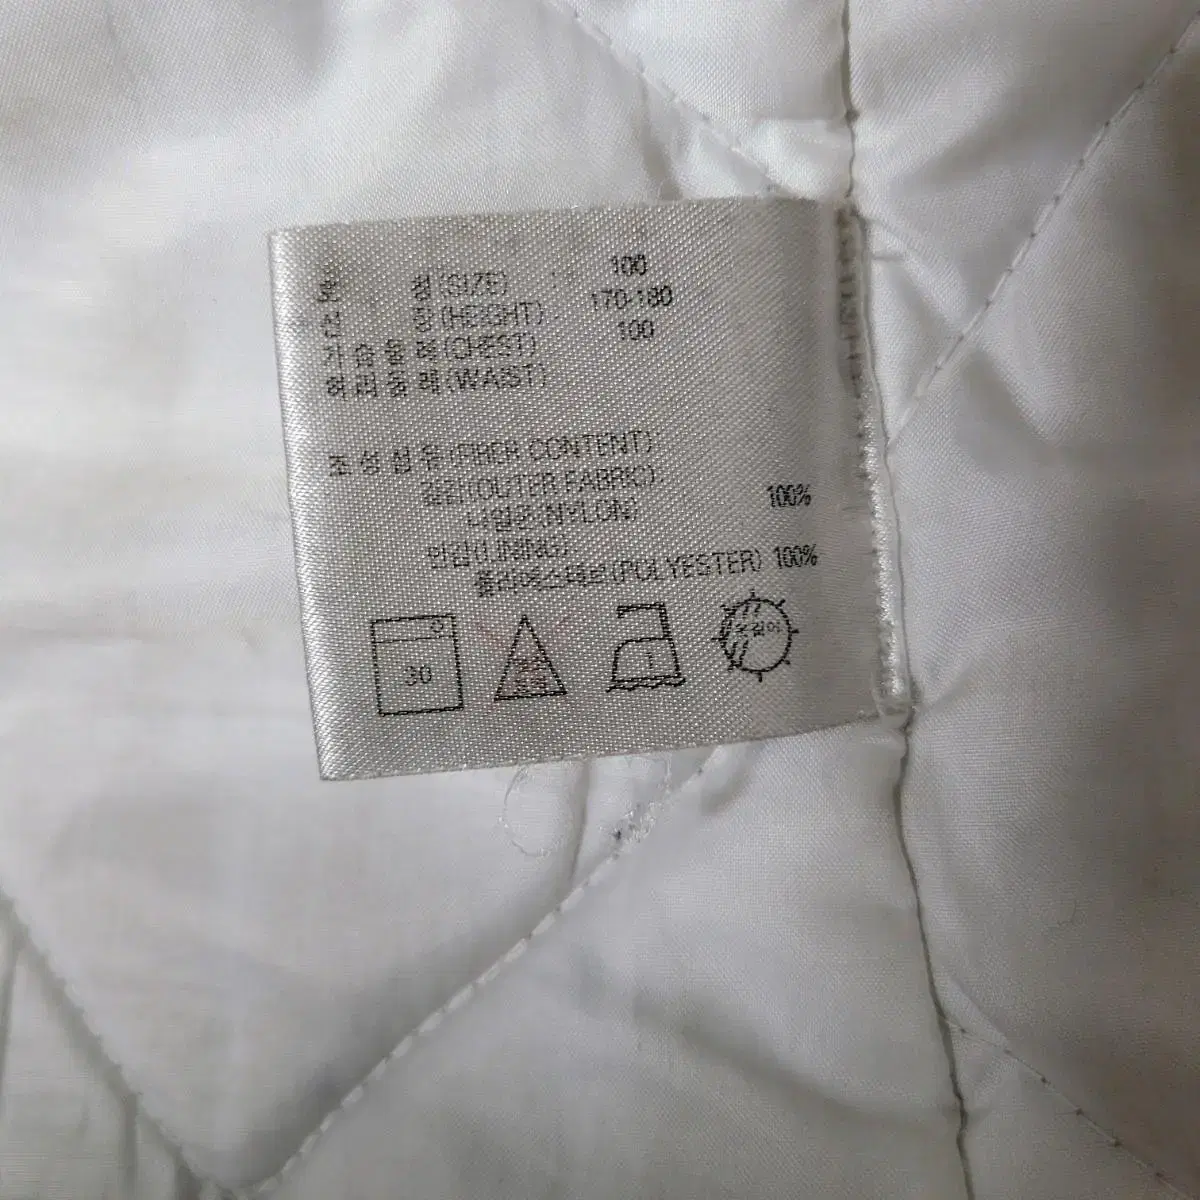 호 칭(SIZE) : 100
신 장(HEIGHT) : 170-180
가슴둘레(CHEST) 100
허리둘레(WAIST)
조성섬유(FIBER CONTENT)
겉감(OUTER FABRIC)
나일론(NYLON) 100%
안감(LINING)
폴리에스테르(POLYESTER) 100%
30 1